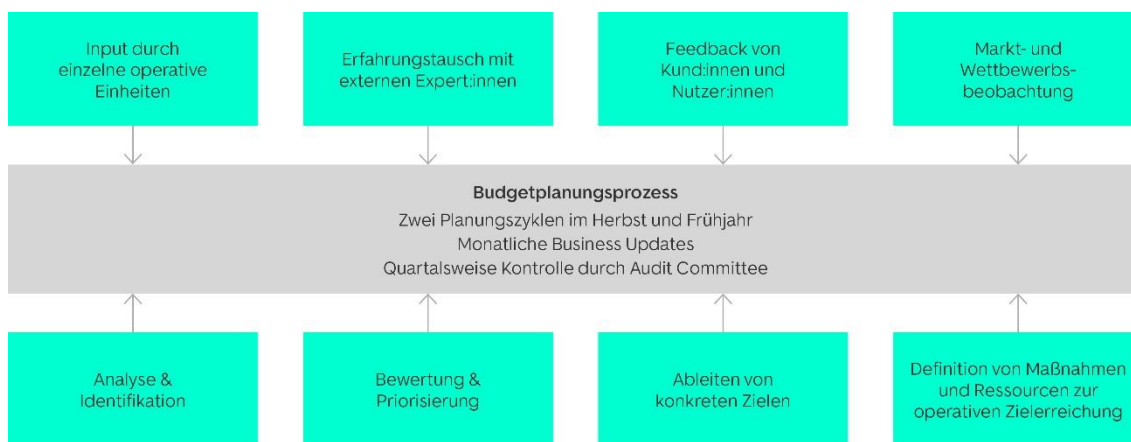 Input durch
einzelne operative
Einheiten
Erfahrungstausch mit
externen Expert:innen
Feedback von
Kund:innen und
Nutzer:innen
Markt- und
Wettbewerbs-
beobachtung
Budgetplanungsprozess
Zwei Planungszyklen im Herbst und Frühjahr
Monatliche Business Updates
Quartalsweise Kontrolle durch Audit Committee
Analyse &
Identifikation
Bewertung &
Priorisierung
Ableiten von
konkreten Zielen
Definition von Maßnahmen
und Ressourcen zur
operativen Zielerreichung